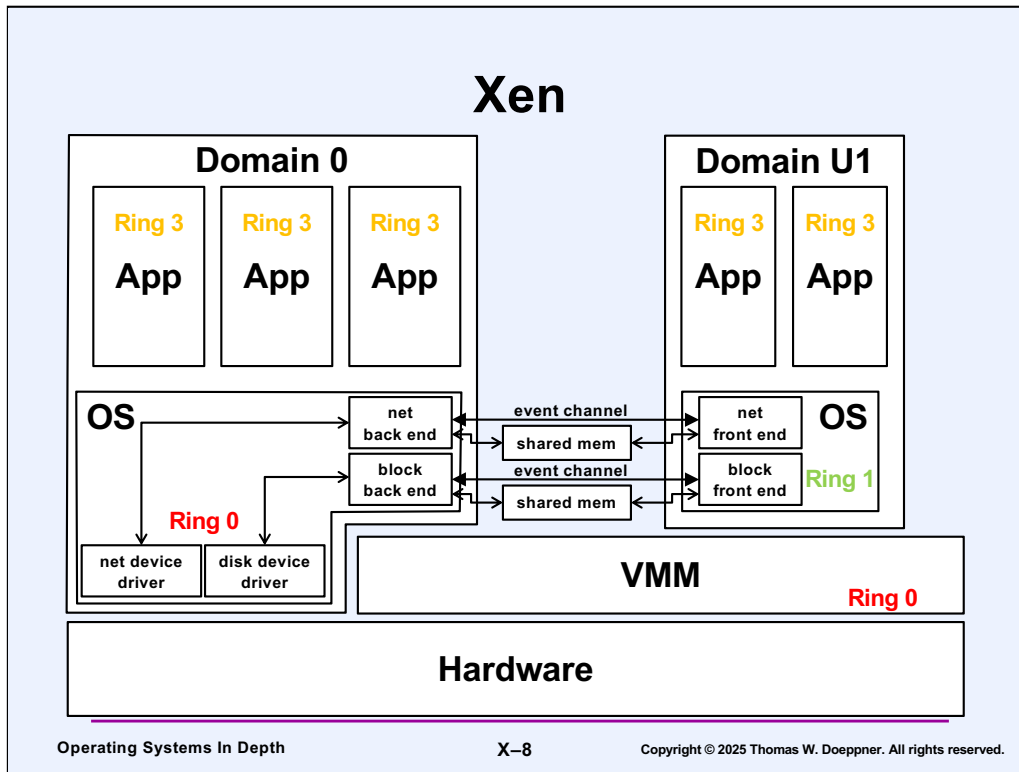 Xen
Domain 0
Ring 3
App
Ring 3
App
Ring 3
App
OS
net
back end
block
back end
Ring 0
net device
driver
disk device
driver
event channel
shared mem
event channel
shared mem
Domain U1
Ring 3
App
Ring 3
App
net
front end
OS
block
front end
Ring 1
VMM
Ring 0
Hardware
Operating Systems In Depth
X–8
Copyright © 2025 Thomas W. Doeppner. All rights reserved.